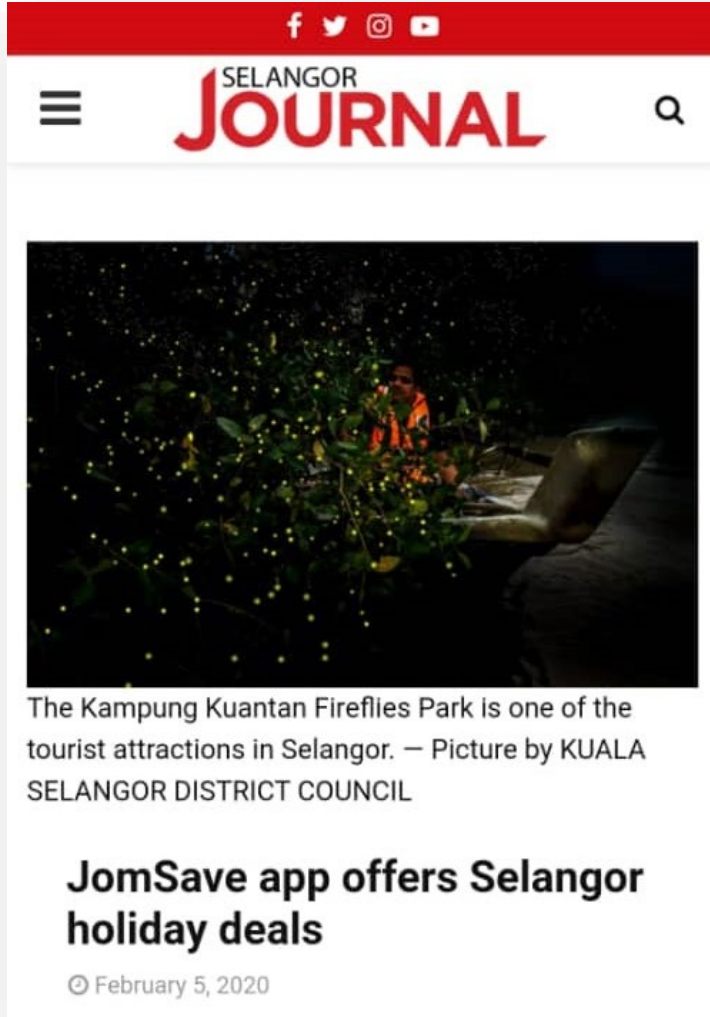 SELANGOR
JOURNAL
The Kampung Kuantan Fireflies Park is one of the
tourist attractions in Selangor. — Picture by KUALA
SELANGOR DISTRICT COUNCIL
JomSave app offers Selangor
holiday deals
February 5, 2020